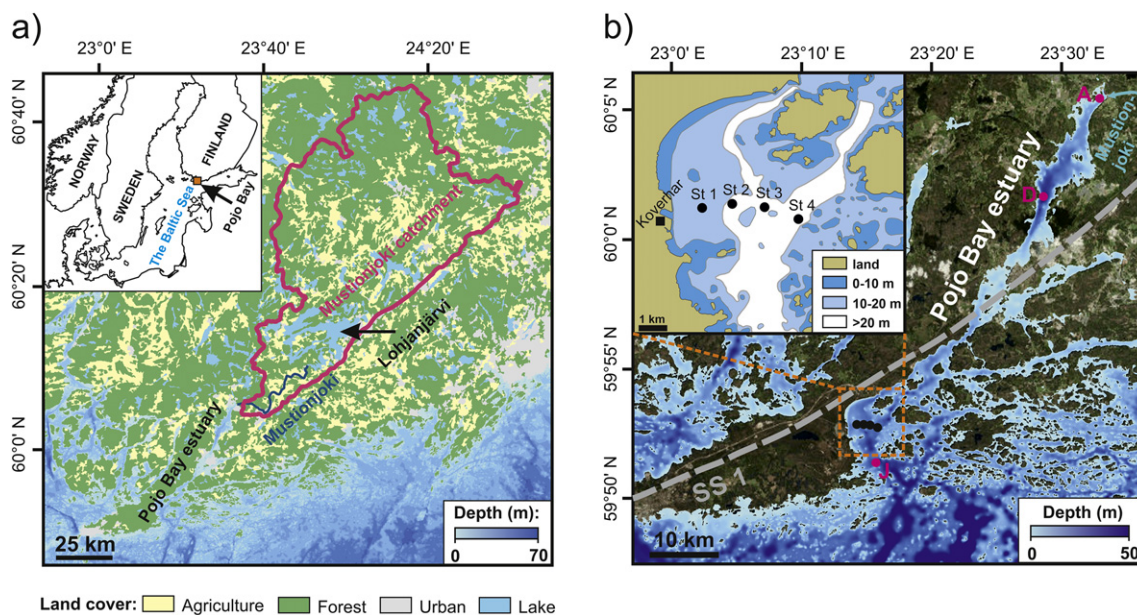 a)
23°0' E
23°40' E
24°20' E
60°40' N
60°20' N
60°0' N
NORWAY
SWEDEN
FINLAND
The Baltic Sea
Pojo Bay
Mustionjoki catchment
Lohjanjärvi
Mustionjoki
Pojo Bay estuary
25 km
Depth (m):
0 70
Land cover: Agriculture Forest Urban Lake
b)
23°0' E
23°10' E
23°20' E
23°30' E
60°5' N
60°0' N
59°55' N
59°50' N
Koverhar
St 1
St 2
St 3
St 4
land
0-10 m
10-20 m
>20 m
1 km
A
Mustion-
joki
D
Pojo Bay estuary
J
SS 1
10 km
Depth (m)
0 50